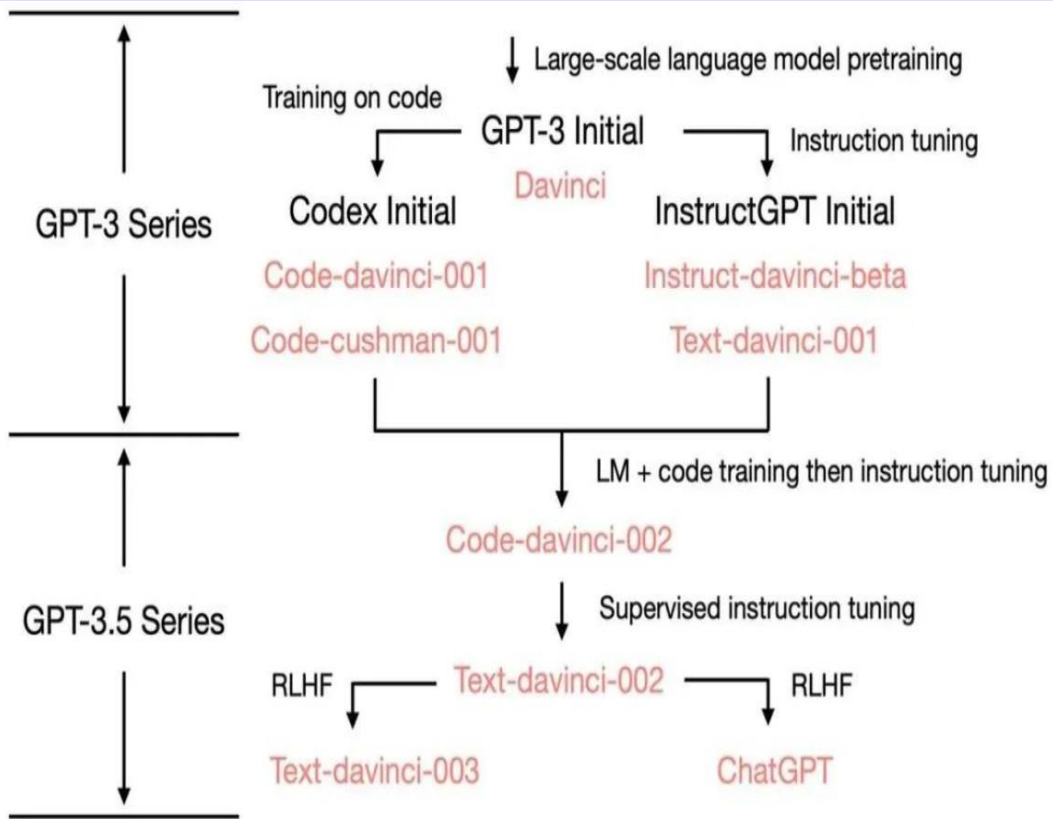 Large-scale language model pretraining
Training on code
GPT-3 Initial
Instruction tuning
Davinci
GPT-3 Series
Codex Initial
InstructGPT Initial
Code-davinci-001
Instruct-davinci-beta
Code-cushman-001
Text-davinci-001
LM + code training then instruction tuning
Code-davinci-002
GPT-3.5 Series
Supervised instruction tuning
RLHF
Text-davinci-002
RLHF
Text-davinci-003
ChatGPT